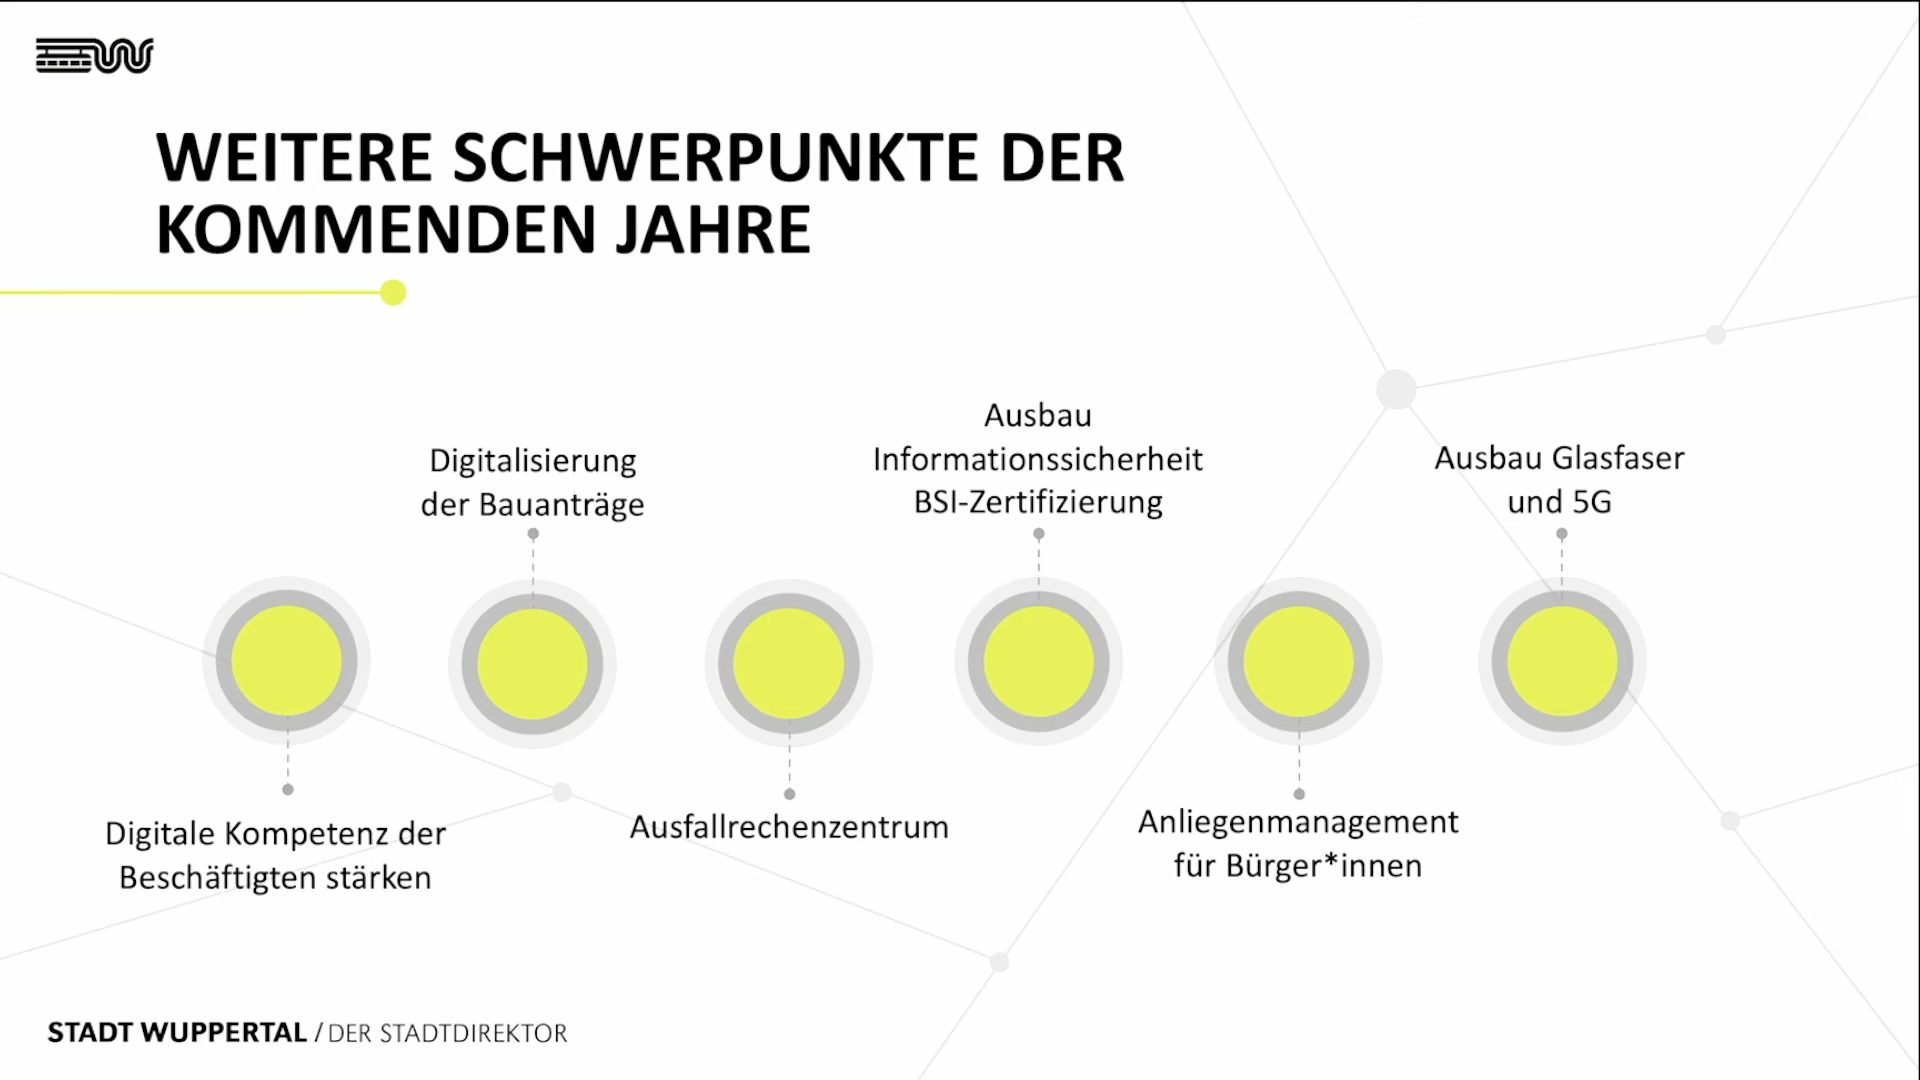 WEITERE SCHWERPUNKTE DER
KOMMENDEN JAHRE
Digitale Kompetenz der
Beschäftigten stärken
Digitalisierung
der Bauanträge
Ausfallrechenzentrum
Ausbau
Informationssicherheit
BSI-Zertifizierung
Anliegenmanagement
für Bürger*innen
Ausbau Glasfaser
und 5G
STADT WUPPERTAL / DER STADTDIREKTOR